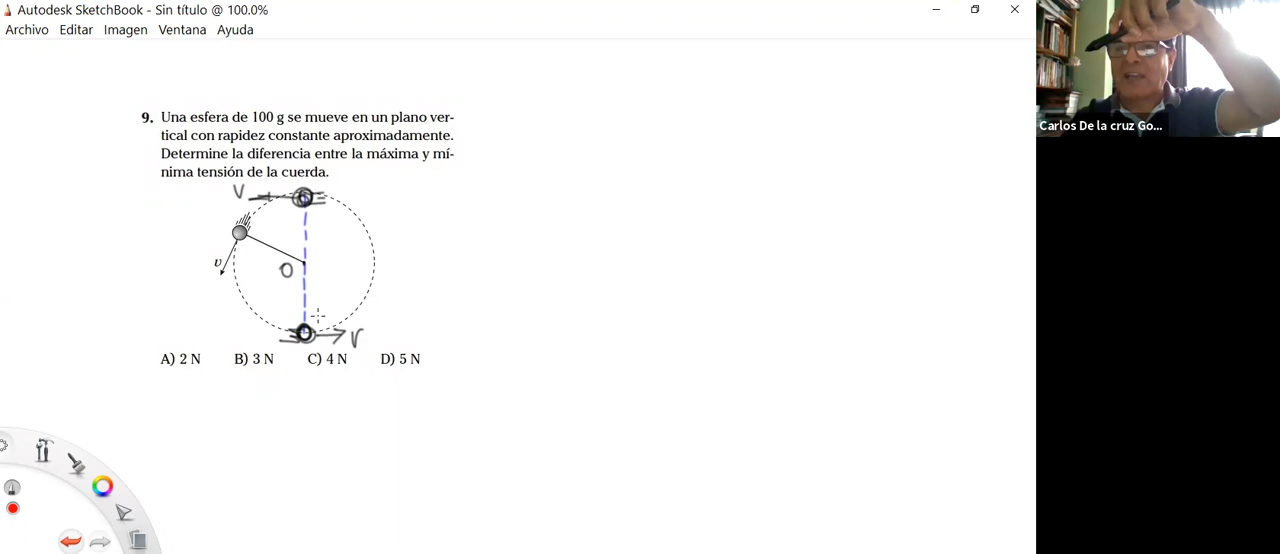 Autodesk SketchBook - Sin título @ 100.0%
Archivo Editar Imagen Ventana Ayuda
Carlos De la cruz Go...
9. Una esfera de 100 g se mueve en un plano ver-
tical con rapidez constante aproximadamente.
Determine la diferencia entre la máxima y mí-
nima tensión de la cuerda.
V
υ
O
V
A) 2 N B) 3 N C) 4 N D) 5 N